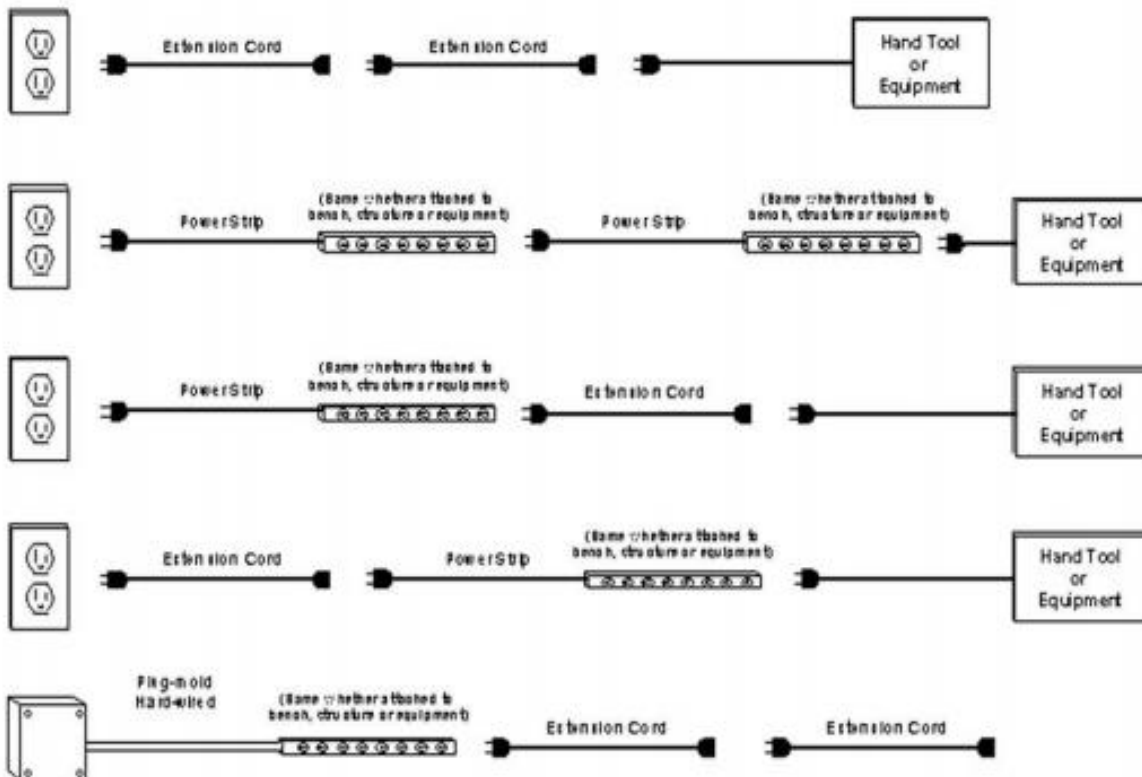 Extension Cord
Extension Cord
Hand Tool
or
Equipment
Power Strip
(Same whether attached to
bench, structure or equipment)
Power Strip
(Same whether attached to
bench, structure or equipment)
Hand Tool
or
Equipment
Power Strip
(Same whether attached to
bench, structure or equipment)
Extension Cord
Hand Tool
or
Equipment
Extension Cord
Power Strip
(Same whether attached to
bench, structure or equipment)
Hand Tool
or
Equipment
Plug-mold
Hard-wired
(Same whether attached to
bench, structure or equipment)
Extension Cord
Extension Cord